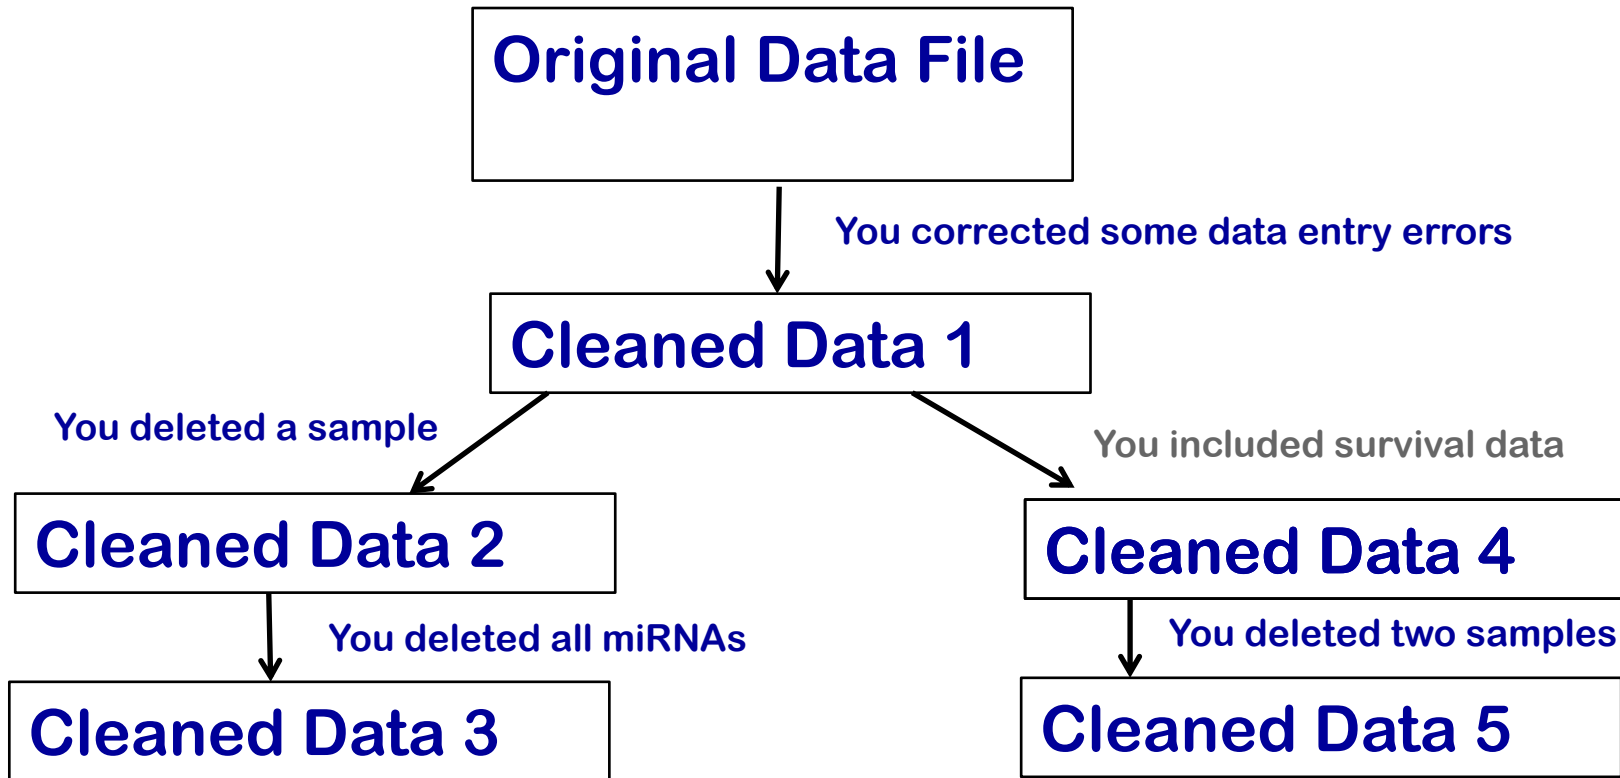 Original Data File
You corrected some data entry errors
Cleaned Data 1
You deleted a sample
You included survival data
Cleaned Data 2
Cleaned Data 4
You deleted all miRNAs
You deleted two samples
Cleaned Data 3
Cleaned Data 5